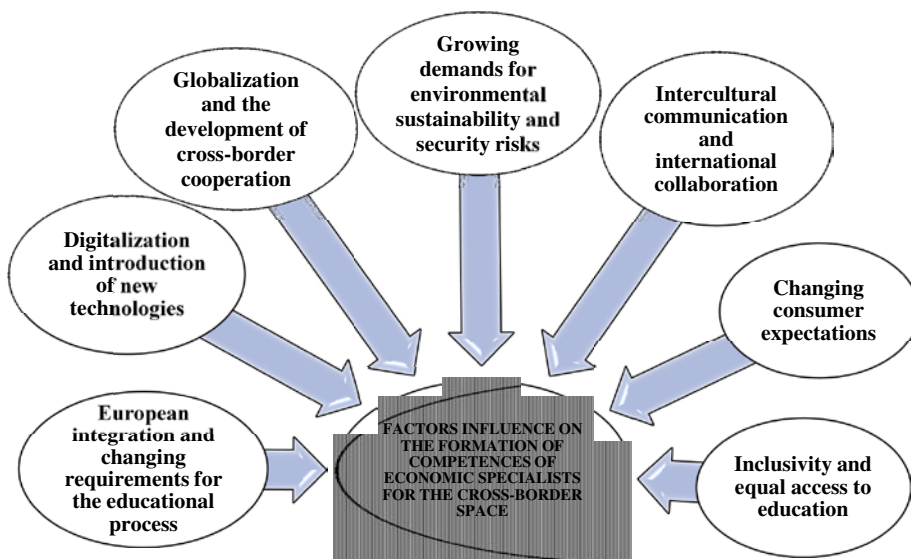 Growing
demands for
environmental
sustainability and
security risks
Globalization
and the
development of
cross-border
cooperation
Intercultural
communication
and
international
collaboration
Digitalization
and introduction
of new
technologies
Changing
consumer
expectations
European
integration and
changing
requirements for
the educational
process
FACTORS INFLUENCE ON
THE FORMATION OF
COMPETENCES OF
ECONOMIC SPECIALISTS
FOR THE CROSS-BORDER
SPACE
Inclusivity and
equal access to
education